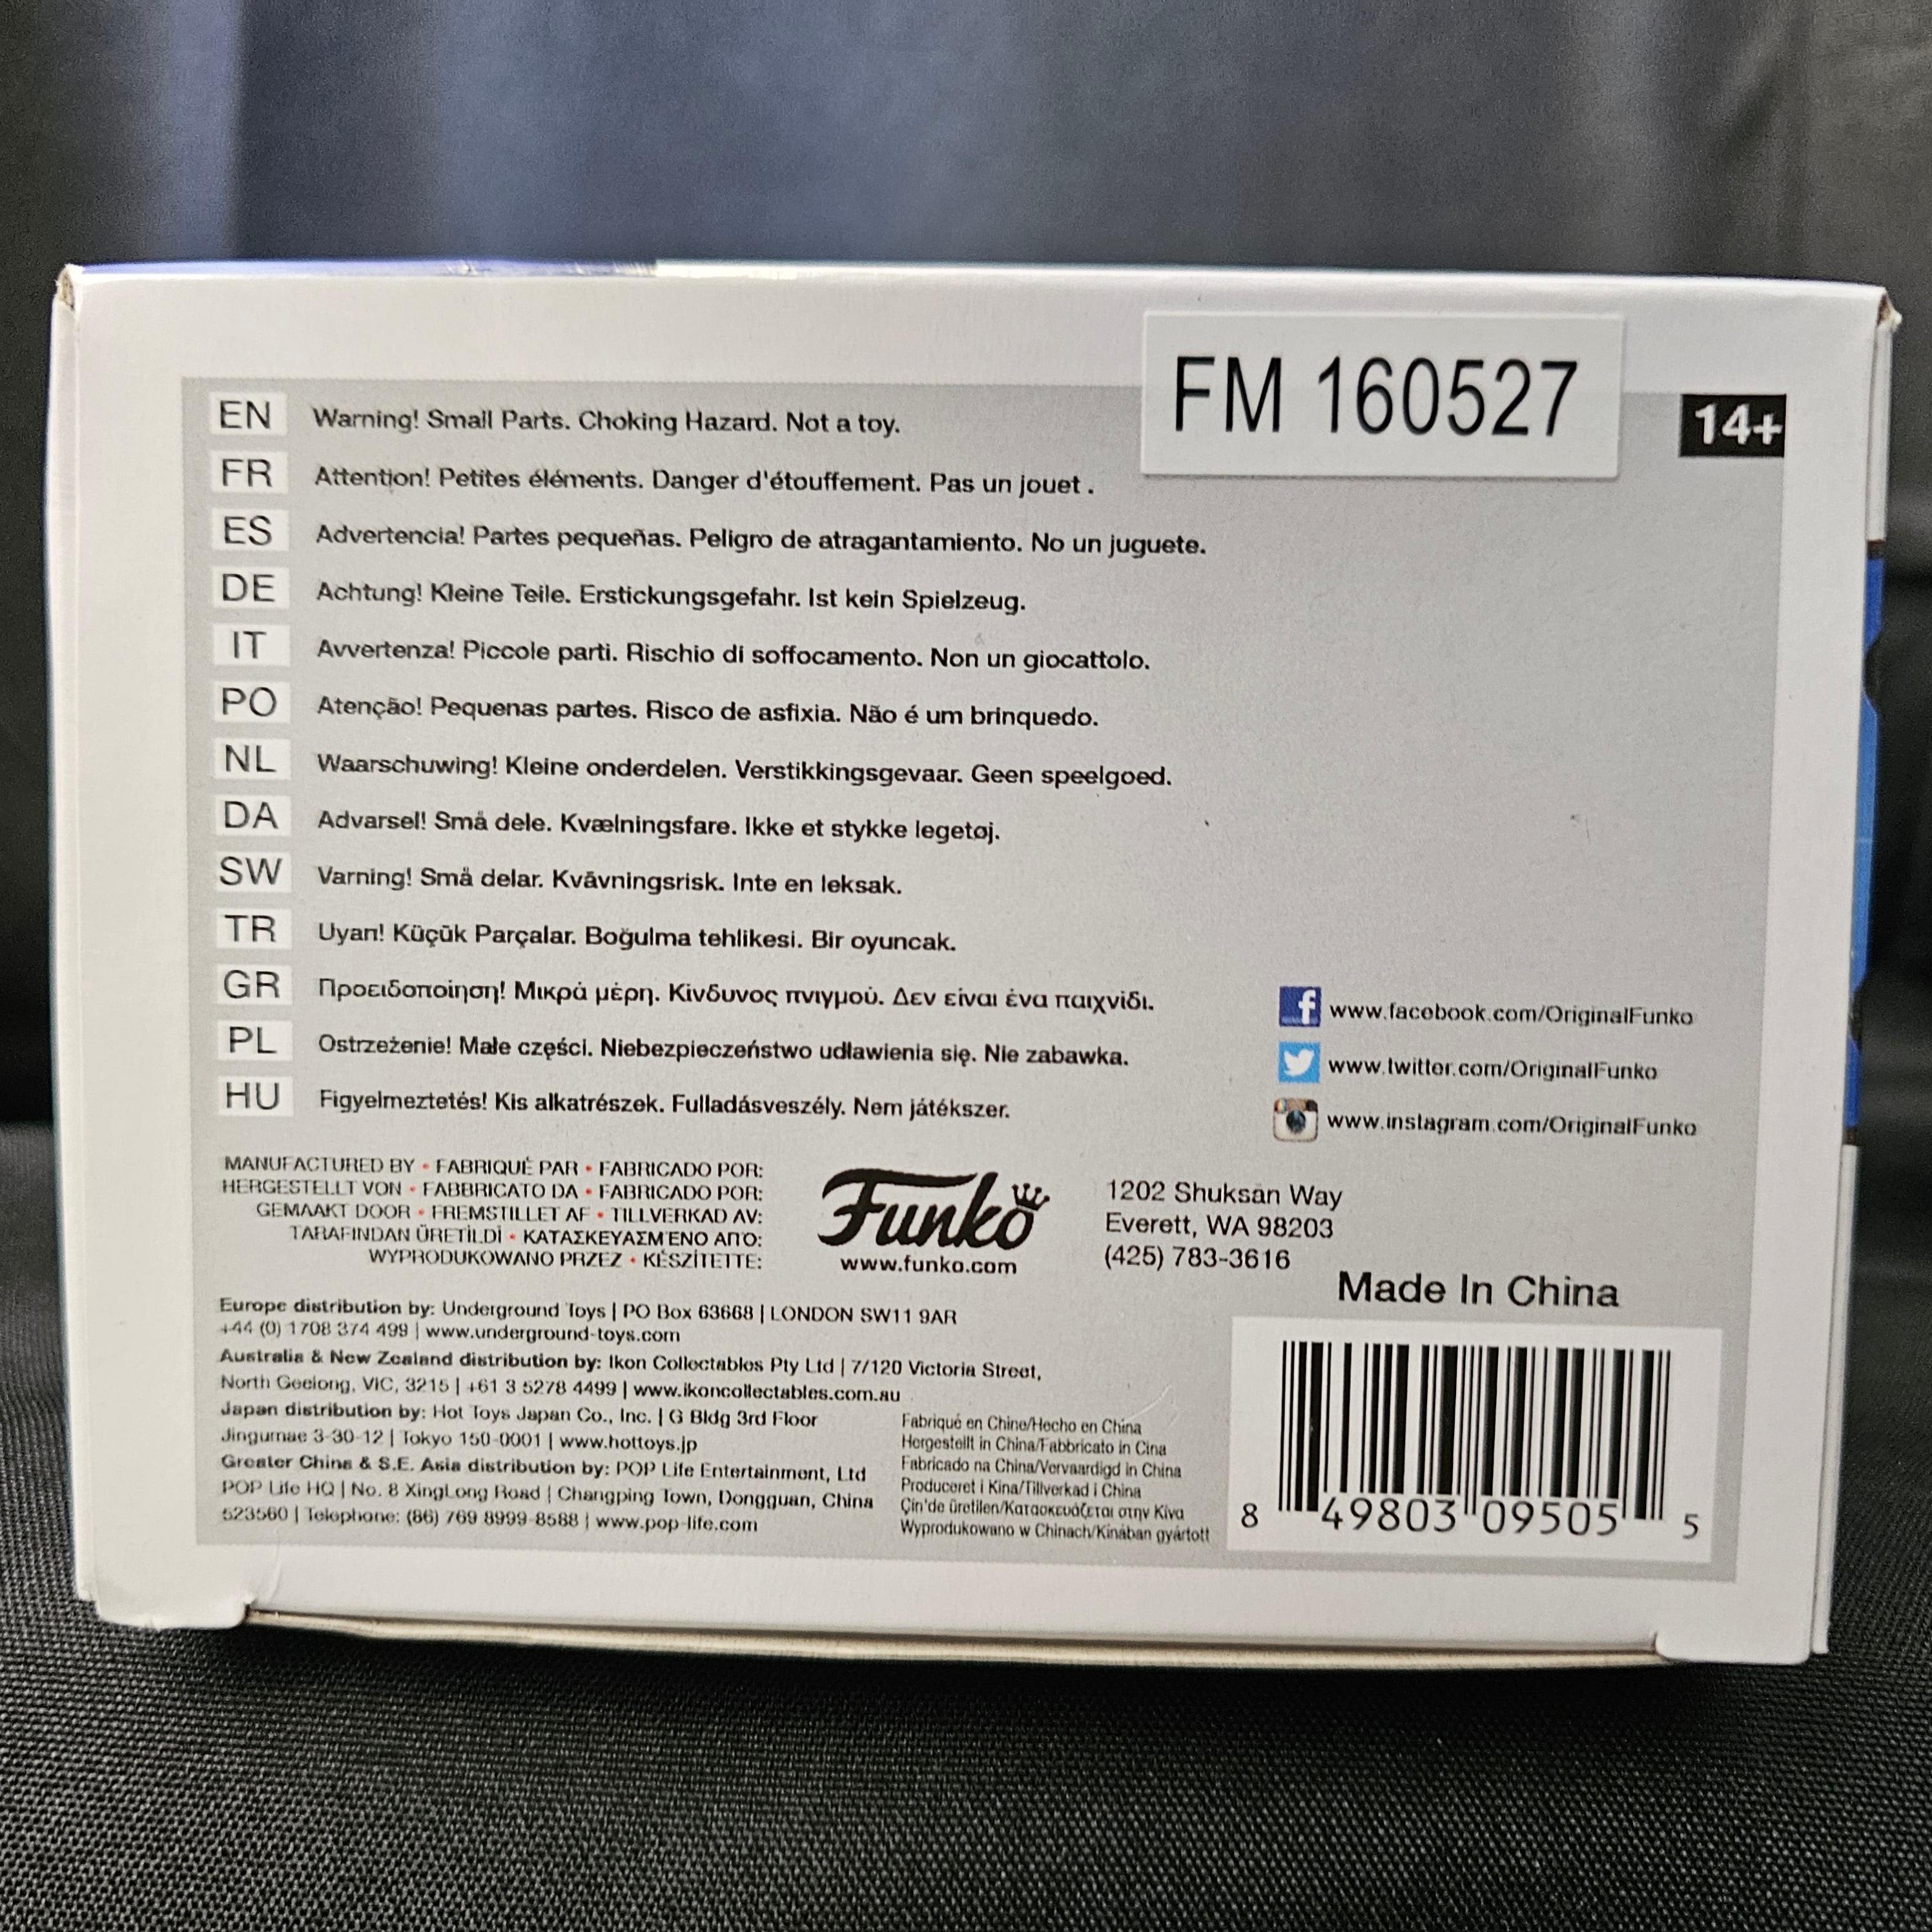 FM 160527
14+
EN Warning! Small Parts. Choking Hazard. Not a toy.
FR Attention! Petites éléments. Danger d'étouffement. Pas un jouet .
ES Advertencia! Partes pequeñas. Peligro de atragantamiento. No un juguete.
DE Achtung! Kleine Teile. Erstickungsgefahr. Ist kein Spielzeug.
IT Avvertenza! Piccole parti. Rischio di soffocamento. Non un giocattolo.
PO Atenção! Pequenas partes. Risco de asfixia. Não é um brinquedo.
NL Waarschuwing! Kleine onderdelen. Verstikkingsgevaar. Geen speelgoed.
DA Advarsel! Små dele. Kvælningsfare. Ikke et stykke legetøj.
SW Varning! Små delar. Kvävningsrisk. Inte en leksak.
TR Uyarı! Küçük Parçalar. Boğulma tehlikesi. Bir oyuncak.
GR Προειδοποίηση! Μικρά μέρη. Κίνδυνος πνιγμού. Δεν είναι ένα παιχνίδι.
PL Ostrzeżenie! Małe części. Niebezpieczeństwo udławienia się. Nie zabawka.
HU Figyelmeztetés! Kis alkatrészek. Fulladásveszély. Nem játékszer.
www.facebook.com/OriginalFunko
www.twitter.com/OriginalFunko
www.instagram.com/OriginalFunko
MANUFACTURED BY • FABRIQUÉ PAR • FABRICADO POR:
HERGESTELLT VON • FABBRICATO DA • FABRICADO POR:
GEMAAKT DOOR • FREMSTILLET AF • TILLVERKAD AV:
TARAFINDAN ÜRETİLDİ • ΚΑΤΑΣΚΕΥΑΣΜΈΝΟ ΑΠΌ:
WYPRODUKOWANO PRZEZ • KÉSZÍTETTE:
Funko
www.funko.com
1202 Shuksan Way
Everett, WA 98203
(425) 783-3616
Made In China
Europe distribution by: Underground Toys | PO Box 63668 | LONDON SW11 9AR
+44 (0) 1708 374 499 | www.underground-toys.com
Australia & New Zealand distribution by: Ikon Collectables Pty Ltd | 7/120 Victoria Street,
North Geelong, VIC, 3215 | +61 3 5278 4499 | www.ikoncollectables.com.au
Japan distribution by: Hot Toys Japan Co., Inc. | G Bldg 3rd Floor
Jingumae 3-30-12 | Tokyo 150-0001 | www.hottoys.jp
Greater China & S.E. Asia distribution by: POP Life Entertainment, Ltd
POP Life HQ | No. 8 XingLong Road | Changping Town, Dongguan, China
523560 | Telephone: (86) 769 8999-8588 | www.pop-life.com
Fabriqué en Chine/Hecho en China
Hergestellt in China/Fabbricato in Cina
Fabricado na China/Vervaardigd in China
Produceret i Kina/Tillverkad i China
Çin'de üretilen/Κατασκευάζεται στην Κίνα
Wyprodukowano w Chinach/Kínában gyártott
8 49803 09505 5